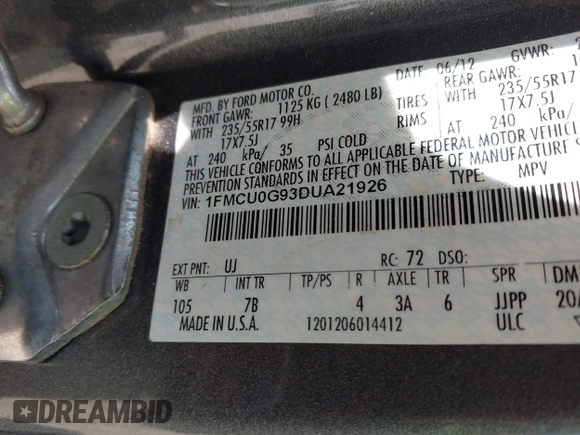 MFD. BY FORD MOTOR CO.
DATE 06/12 GVWR:
FRONT GAWR: 1125 KG ( 2480 LB) REAR GAWR:
WITH 235/55R17 99H TIRES WITH 235/55R17
17X7.5J RIMS 17X7.5J
AT 240 kPa/ 35 PSI COLD AT 240 kPa/
THIS VEHICLE CONFORMS TO ALL APPLICABLE FEDERAL MOTOR VEHICLE
PREVENTION STANDARDS IN EFFECT ON THE DATE OF MANUFACTURE
VIN: 1FMCU0G93DUA21926 TYPE: MPV
EXT PNT: UJ RC: 72 DSO:
WB INT TR TP/PS R AXLE TR SPR
105 7B 4 3A 6 JJPP
MADE IN U.S.A. 1201206014412 ULC
DREAMBID